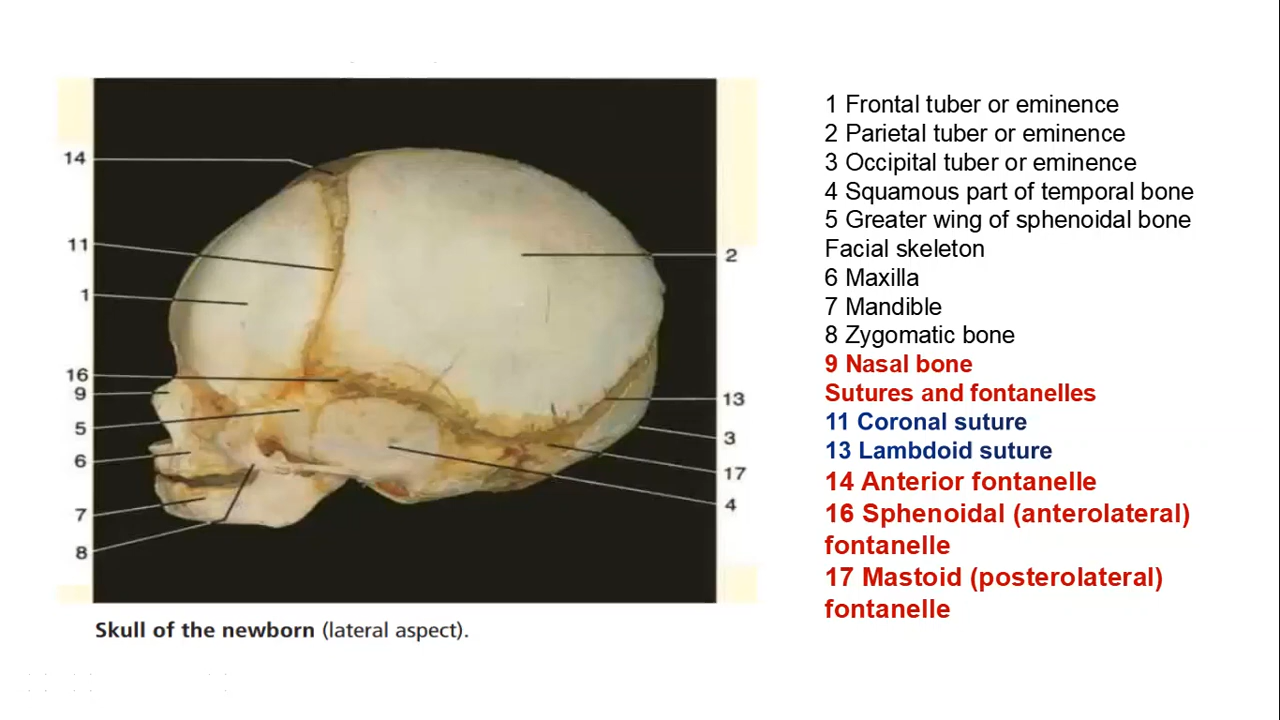 14
11
1
16
9
5
6
7
8
2
13
3
17
4
Skull of the newborn (lateral aspect).
1 Frontal tuber or eminence
2 Parietal tuber or eminence
3 Occipital tuber or eminence
4 Squamous part of temporal bone
5 Greater wing of sphenoidal bone
Facial skeleton
6 Maxilla
7 Mandible
8 Zygomatic bone
9 Nasal bone
Sutures and fontanelles
11 Coronal suture
13 Lambdoid suture
14 Anterior fontanelle
16 Sphenoidal (anterolateral)
fontanelle
17 Mastoid (posterolateral)
fontanelle